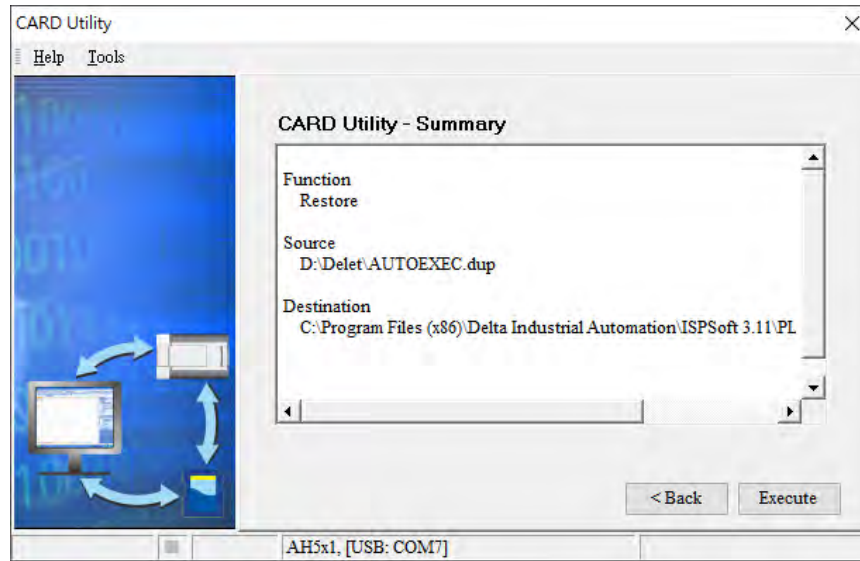 CARD Utility
Help Tools
CARD Utility - Summary
Function
Restore
Source
D:\Delet\AUTOEXEC.dup
Destination
C:\Program Files (x86)\Delta Industrial Automation\ISPSoft 3.11\PL
< Back Execute
AH5x1, [USB: COM7]